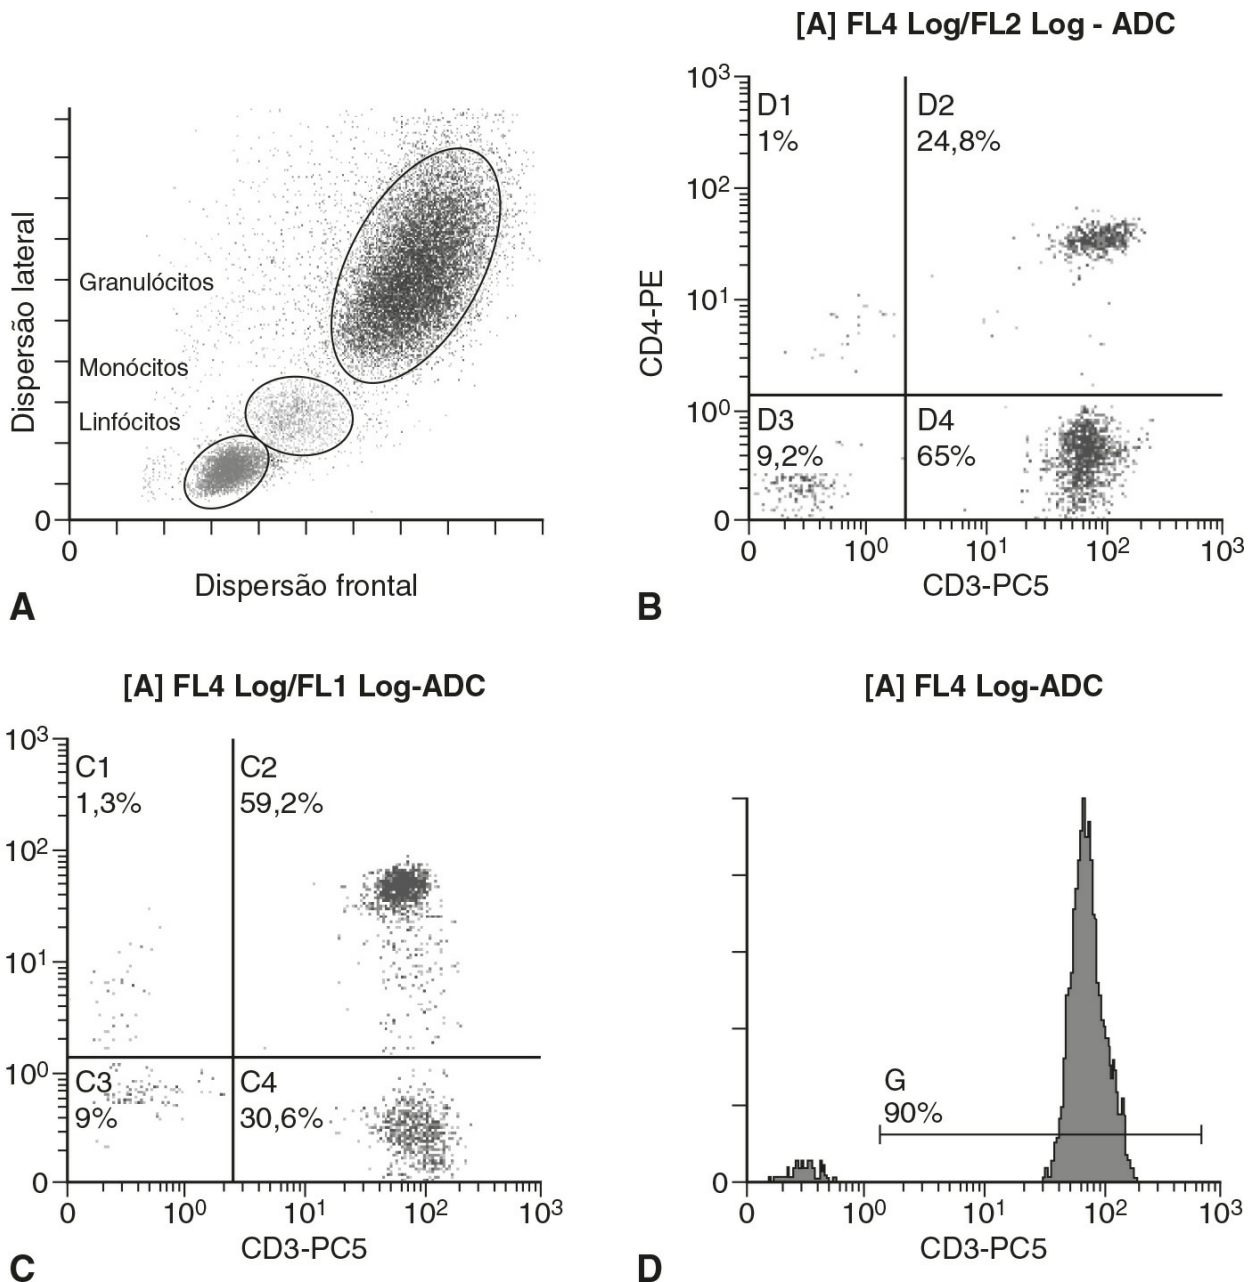 Dispersão lateral
Granulócitos
Monócitos
Linfócitos
0
0
Dispersão frontal
A
[A] FL4 Log/FL2 Log - ADC
CD4-PE
10³
10²
10¹
10⁰
0
D1
1%
D2
24,8%
D3
9,2%
D4
65%
0
10⁰
10¹
10²
10³
CD3-PC5
B
[A] FL4 Log/FL1 Log-ADC
10³
10²
10¹
10⁰
0
C1
1,3%
C2
59,2%
C3
9%
C4
30,6%
0
10⁰
10¹
10²
10³
CD3-PC5
C
[A] FL4 Log-ADC
G
90%
0
0
10⁰
10¹
10²
10³
CD3-PC5
D